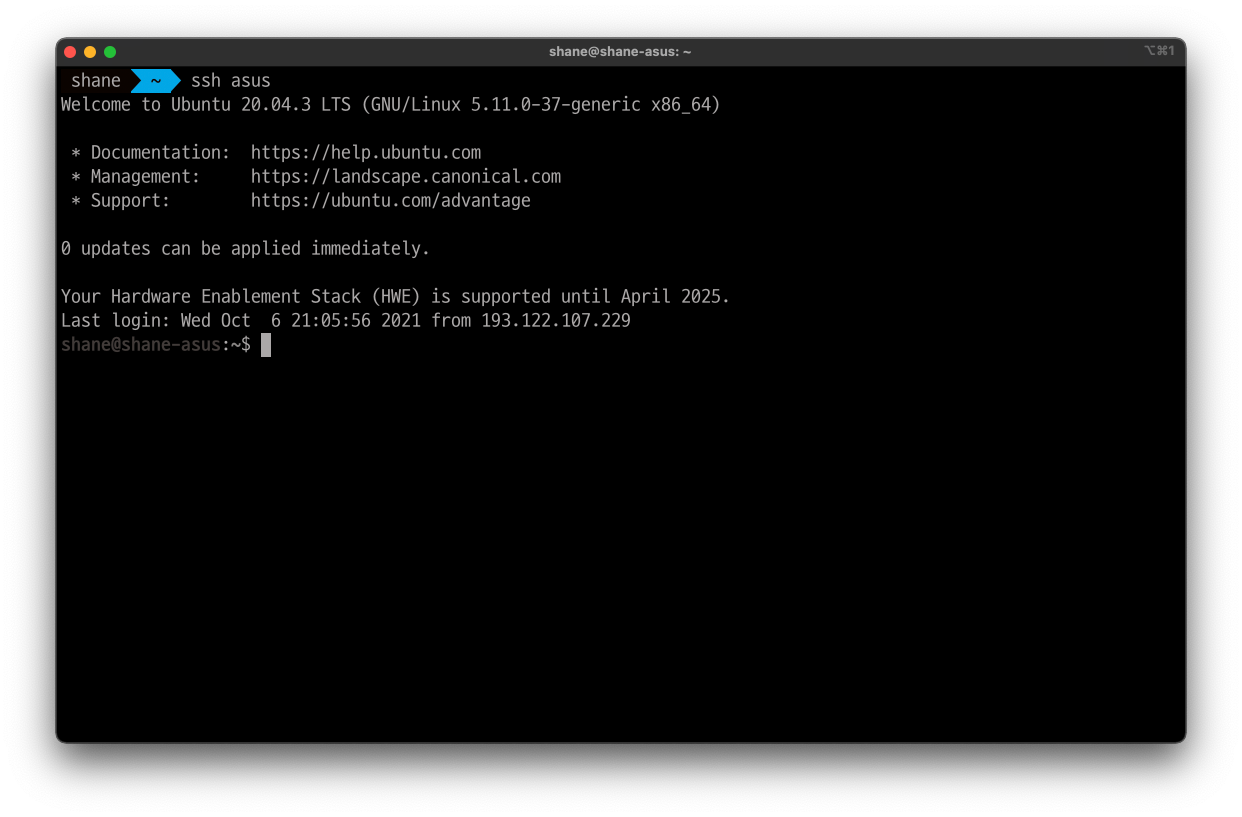 shane@shane-asus: ~
⌥⌘1
shane ~ ssh asus
Welcome to Ubuntu 20.04.3 LTS (GNU/Linux 5.11.0-37-generic x86_64)
* Documentation:  https://help.ubuntu.com
* Management:     https://landscape.canonical.com
* Support:        https://ubuntu.com/advantage
0 updates can be applied immediately.
Your Hardware Enablement Stack (HWE) is supported until April 2025.
Last login: Wed Oct  6 21:05:56 2021 from 193.122.107.229
shane@shane-asus:~$